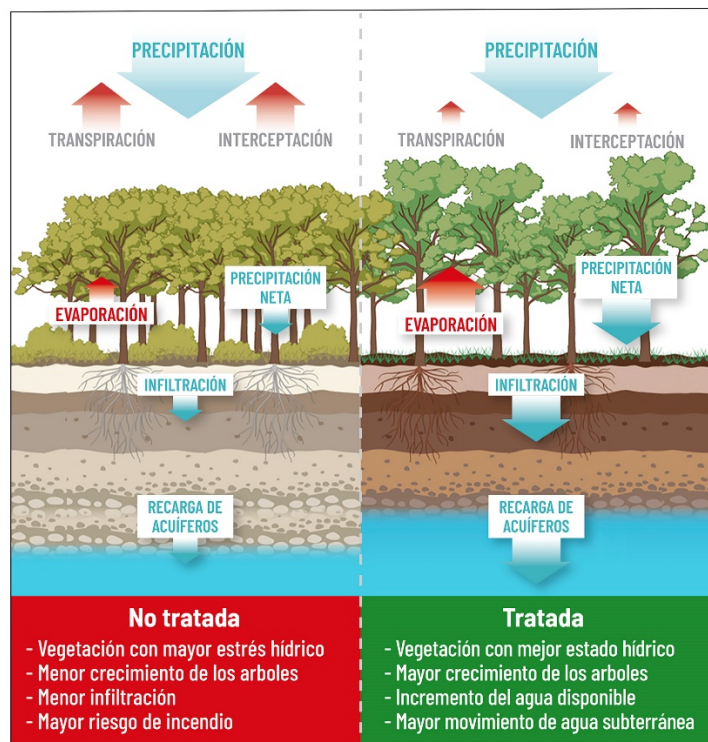 PRECIPITACIÓN
TRANSPIRACIÓN
INTERCEPTACIÓN
EVAPORACIÓN
PRECIPITACIÓN
NETA
INFILTRACIÓN
RECARGA DE
ACUÍFEROS
No tratada
- Vegetación con mayor estrés hídrico
- Menor crecimiento de los arboles
- Menor infiltración
- Mayor riesgo de incendio
PRECIPITACIÓN
TRANSPIRACIÓN
INTERCEPTACIÓN
PRECIPITACIÓN
NETA
EVAPORACIÓN
INFILTRACIÓN
RECARGA DE
ACUÍFEROS
Tratada
- Vegetación con mejor estado hídrico
- Mayor crecimiento de los arboles
- Incremento del agua disponible
- Mayor movimiento de agua subterránea